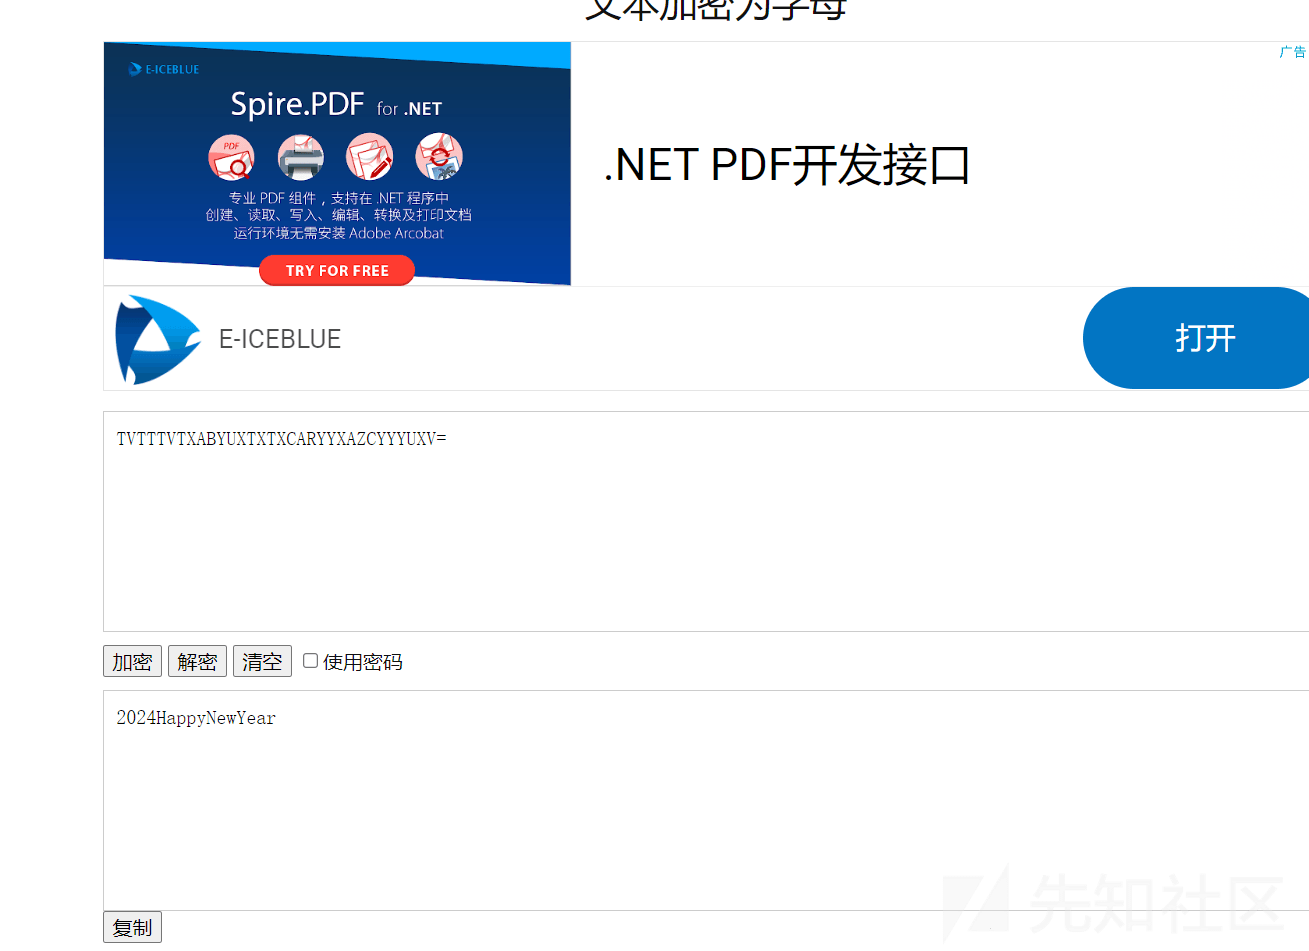 文本加密为字母
广告
E-ICEBLUE
Spire.PDF for .NET
PDF
专业 PDF 组件，支持在 .NET 程序中
创建、读取、写入、编辑、转换及打印文档
运行环境无需安装 Adobe Arcobat
TRY FOR FREE
.NET PDF开发接口
E-ICEBLUE
打开
TVTTTVTXABYUXTXTXCARYYXAZCYYYUXV=
加密 解密 清空 使用密码
2024HappyNewYear
复制
先知社区